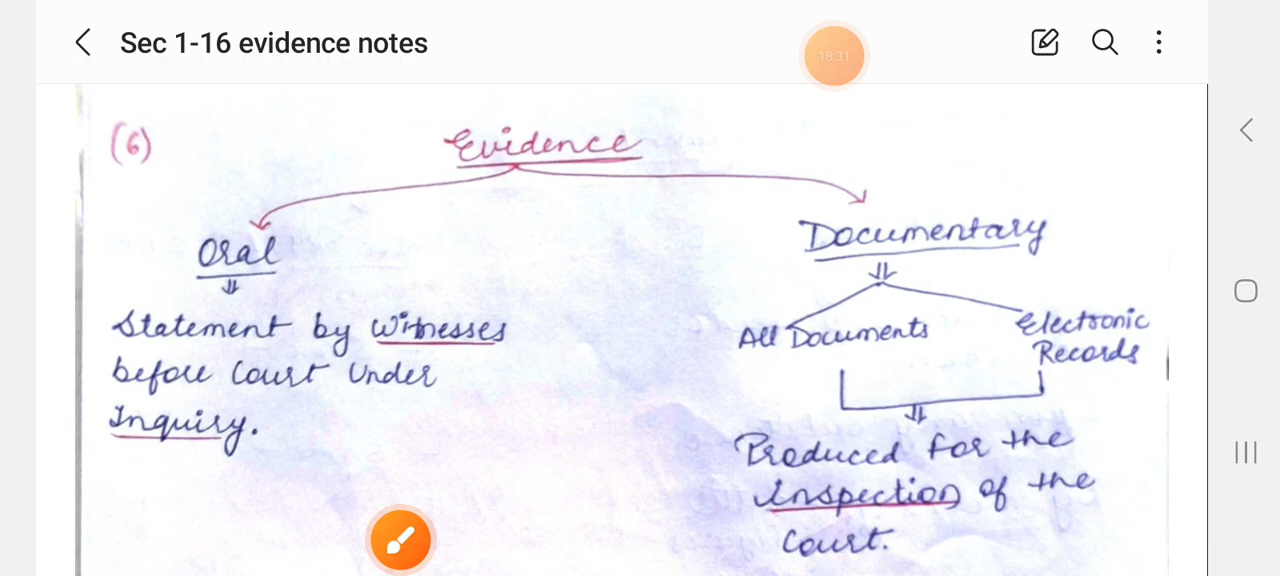 Sec 1-16 evidence notes
18:31
(6)
Evidence
Oral
Statement by witnesses
before Court Under
Inquiry.
Documentary
All Documents
Electronic
Records
Produced for the
inspection of the
Court.